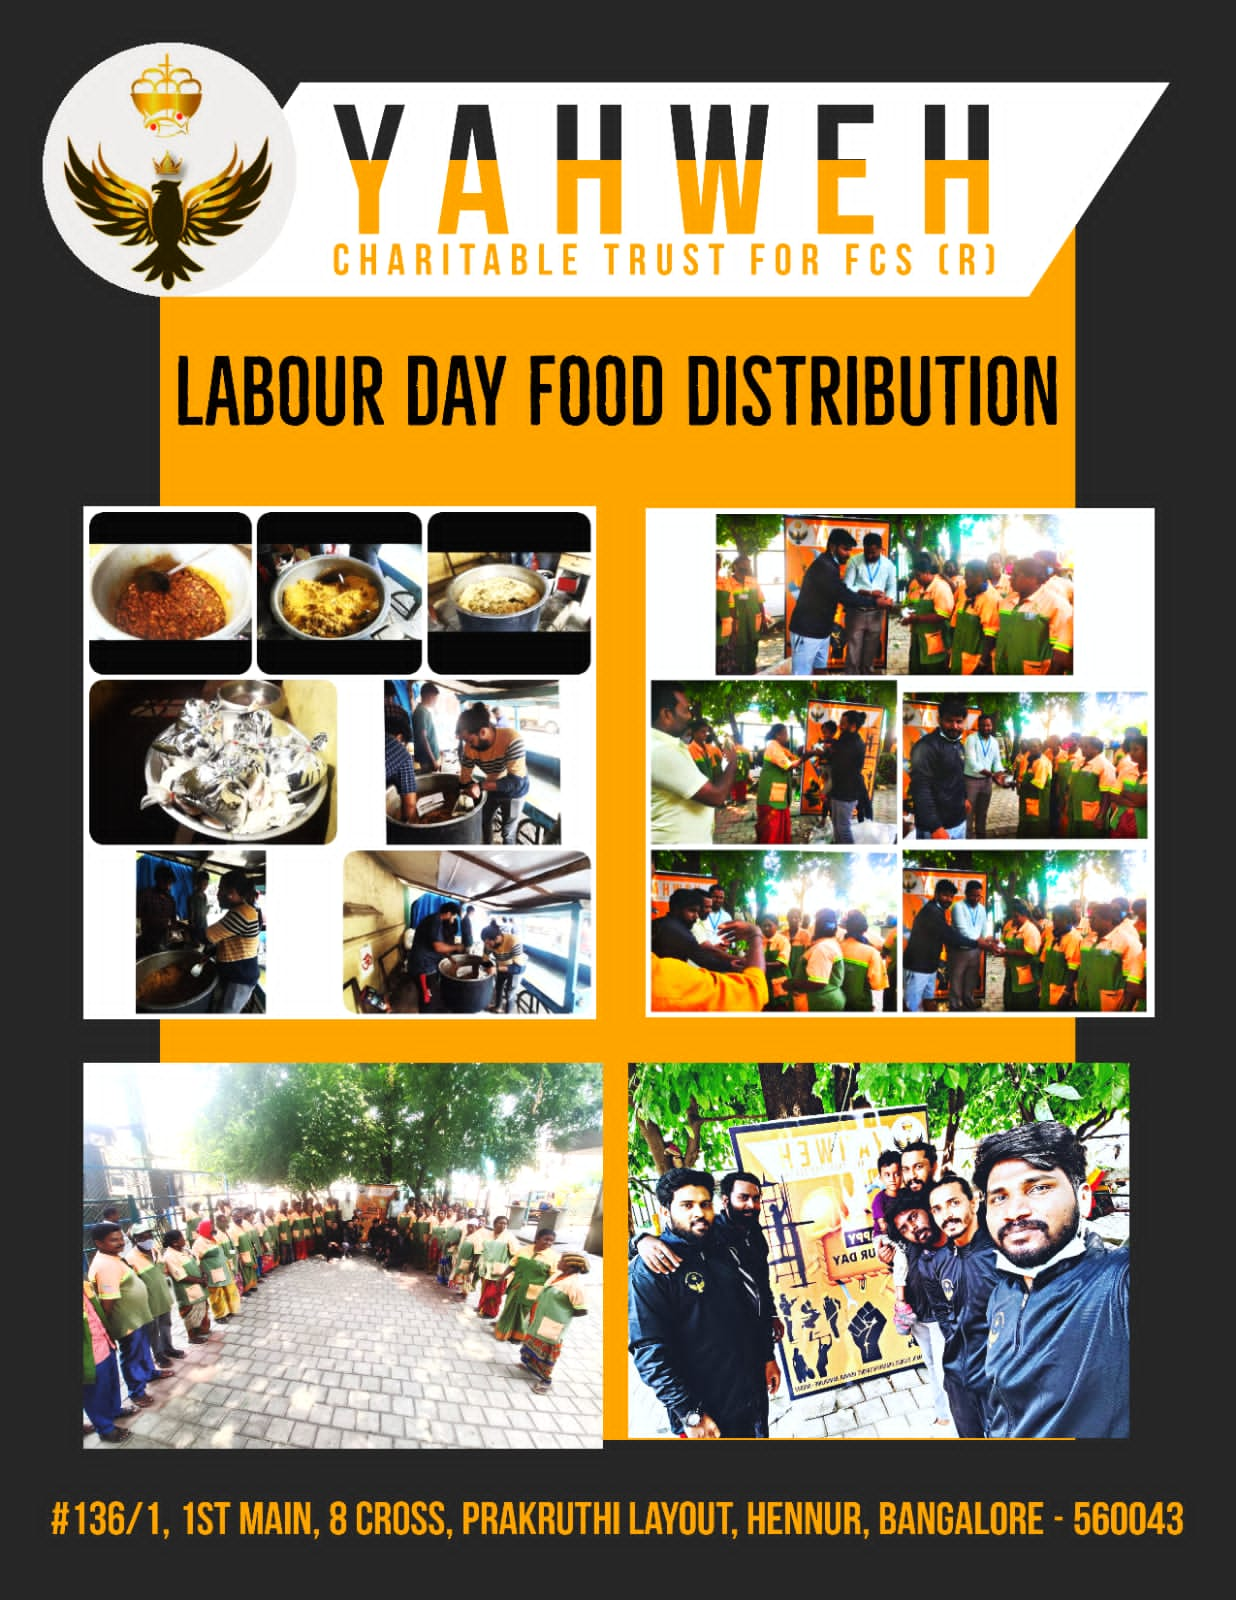 YAHWEH
CHARITABLE TRUST FOR FCS (R)
LABOUR DAY FOOD DISTRIBUTION
YAHWEH
#136/1, 1ST MAIN, 8 CROSS, PRAKRUTHI LAYOUT, HENNUR, BANGALORE - 560043